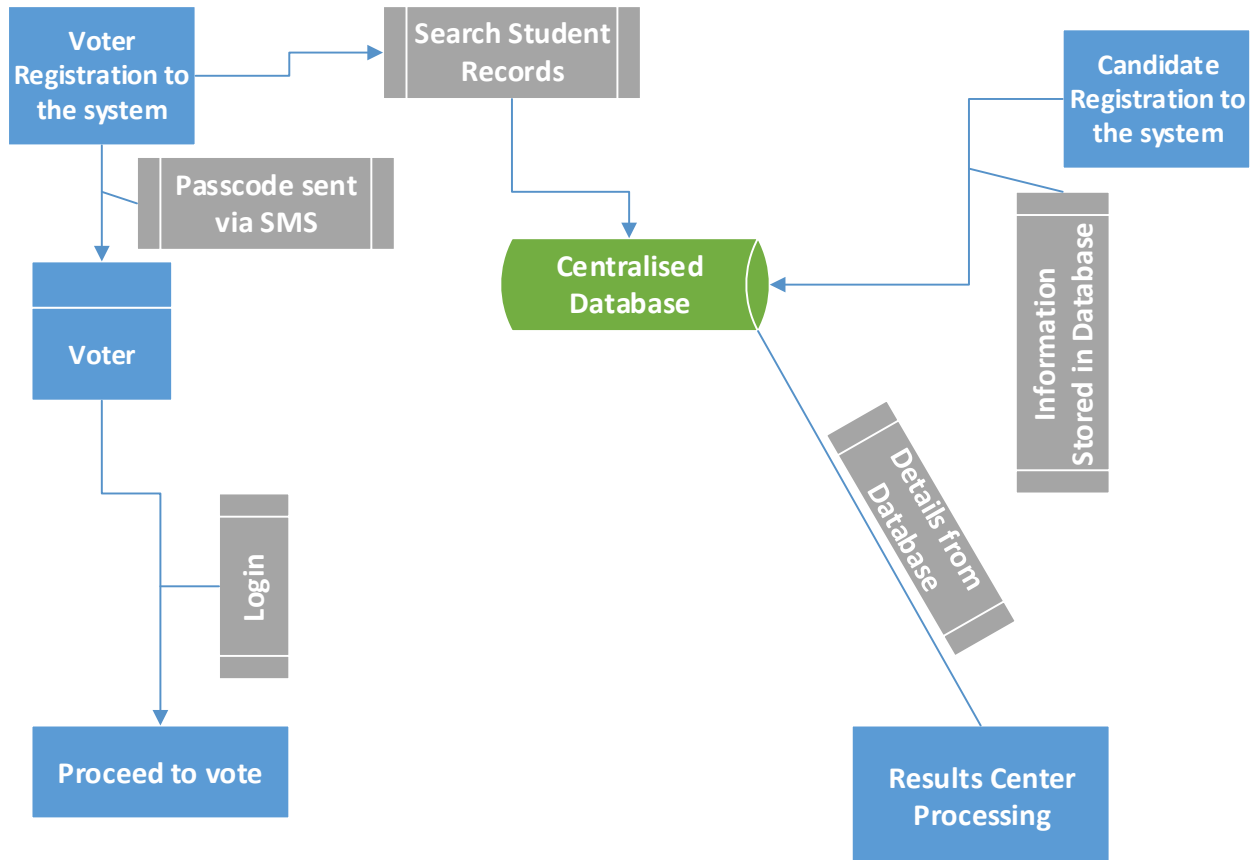 Voter
Registration to
the system
Search Student
Records
Candidate
Registration to
the system
Passcode sent
via SMS
Centralised
Database
Voter
Information
Stored in Database
Details from
Database
Login
Proceed to vote
Results Center
Processing